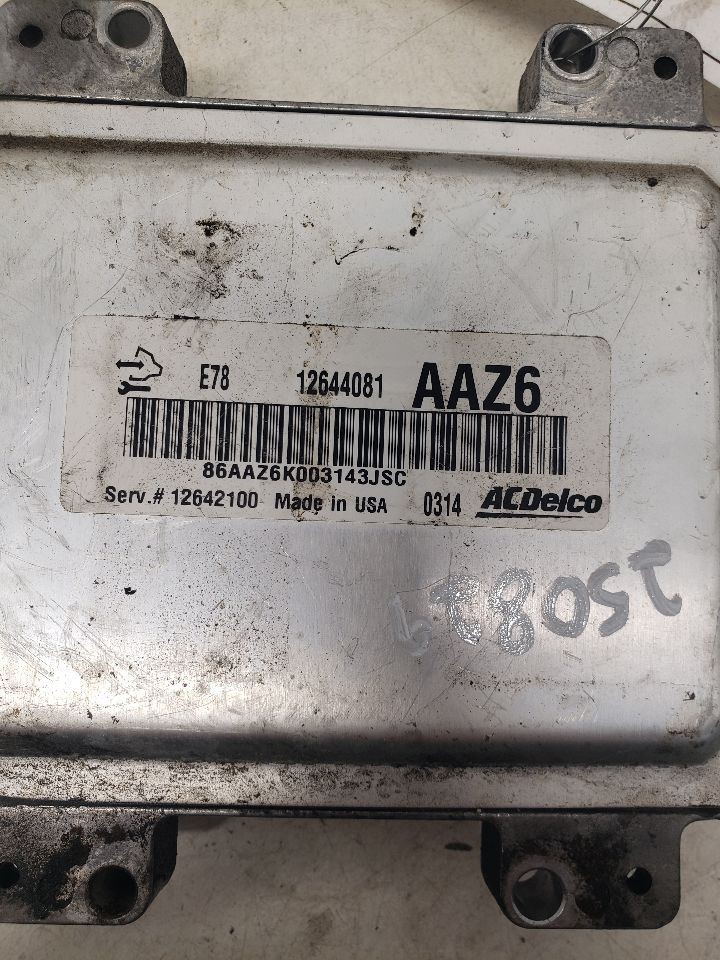 E78 12644081 AAZ6
86AAZ6K003143JSC
Serv.# 12642100 Made in USA 0314 ACDelco